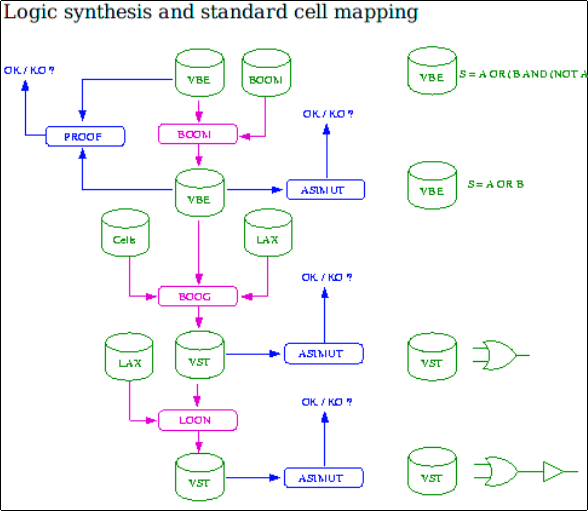 Logic synthesis and standard cell mapping
OK / KO ?
VBE
BOOM
VBE
S = A OR (B AND (NOT A
PROOF
BOOM
OK / KO ?
VBE
ASIMUT
VBE
S = A OR B
Cells
LAX
BOOG
OK / KO ?
LAX
VST
ASIMUT
VST
LOON
OK / KO ?
VST
ASIMUT
VST